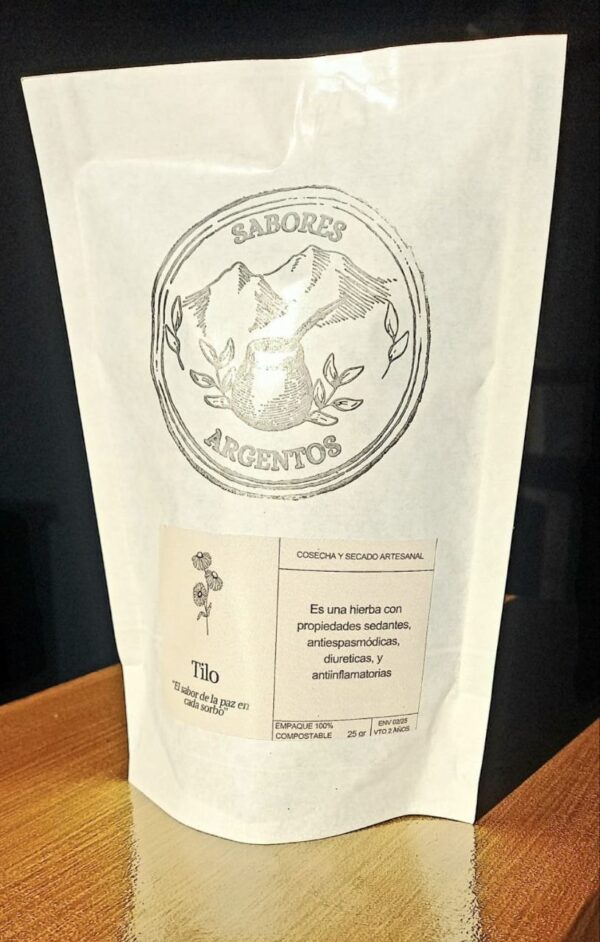 SABORES
ARGENTOS
COSECHA Y SECADO ARTESANAL
Es una hierba con
propiedades sedantes,
antiespasmódicas,
diureticas, y
antiinflamatorias
Tilo
"El sabor de la paz en
cada sorbo"
EMPAQUE 100%
COMPOSTABLE
25 gr
ENV 02/25
VTO 2 AÑOS